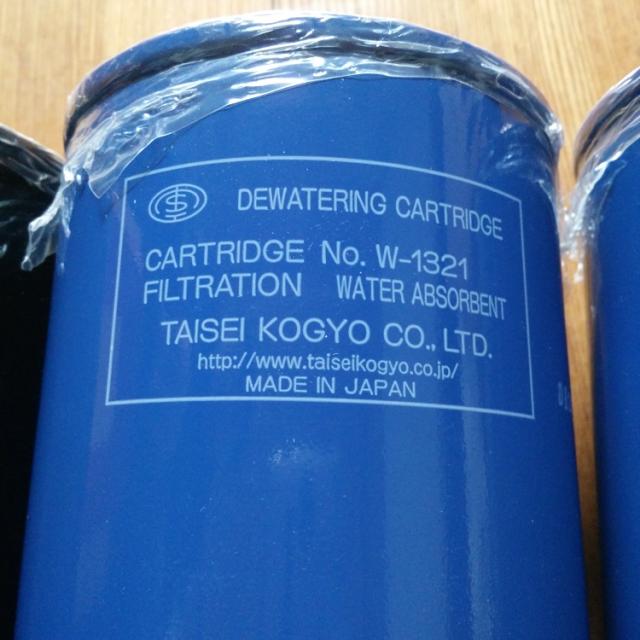 DEWATERING CARTRIDGE
CARTRIDGE No. W-1321
FILTRATION WATER ABSORBENT
TAISEI KOGYO CO., LTD.
http://www.taiseikogyo.co.jp/
MADE IN JAPAN